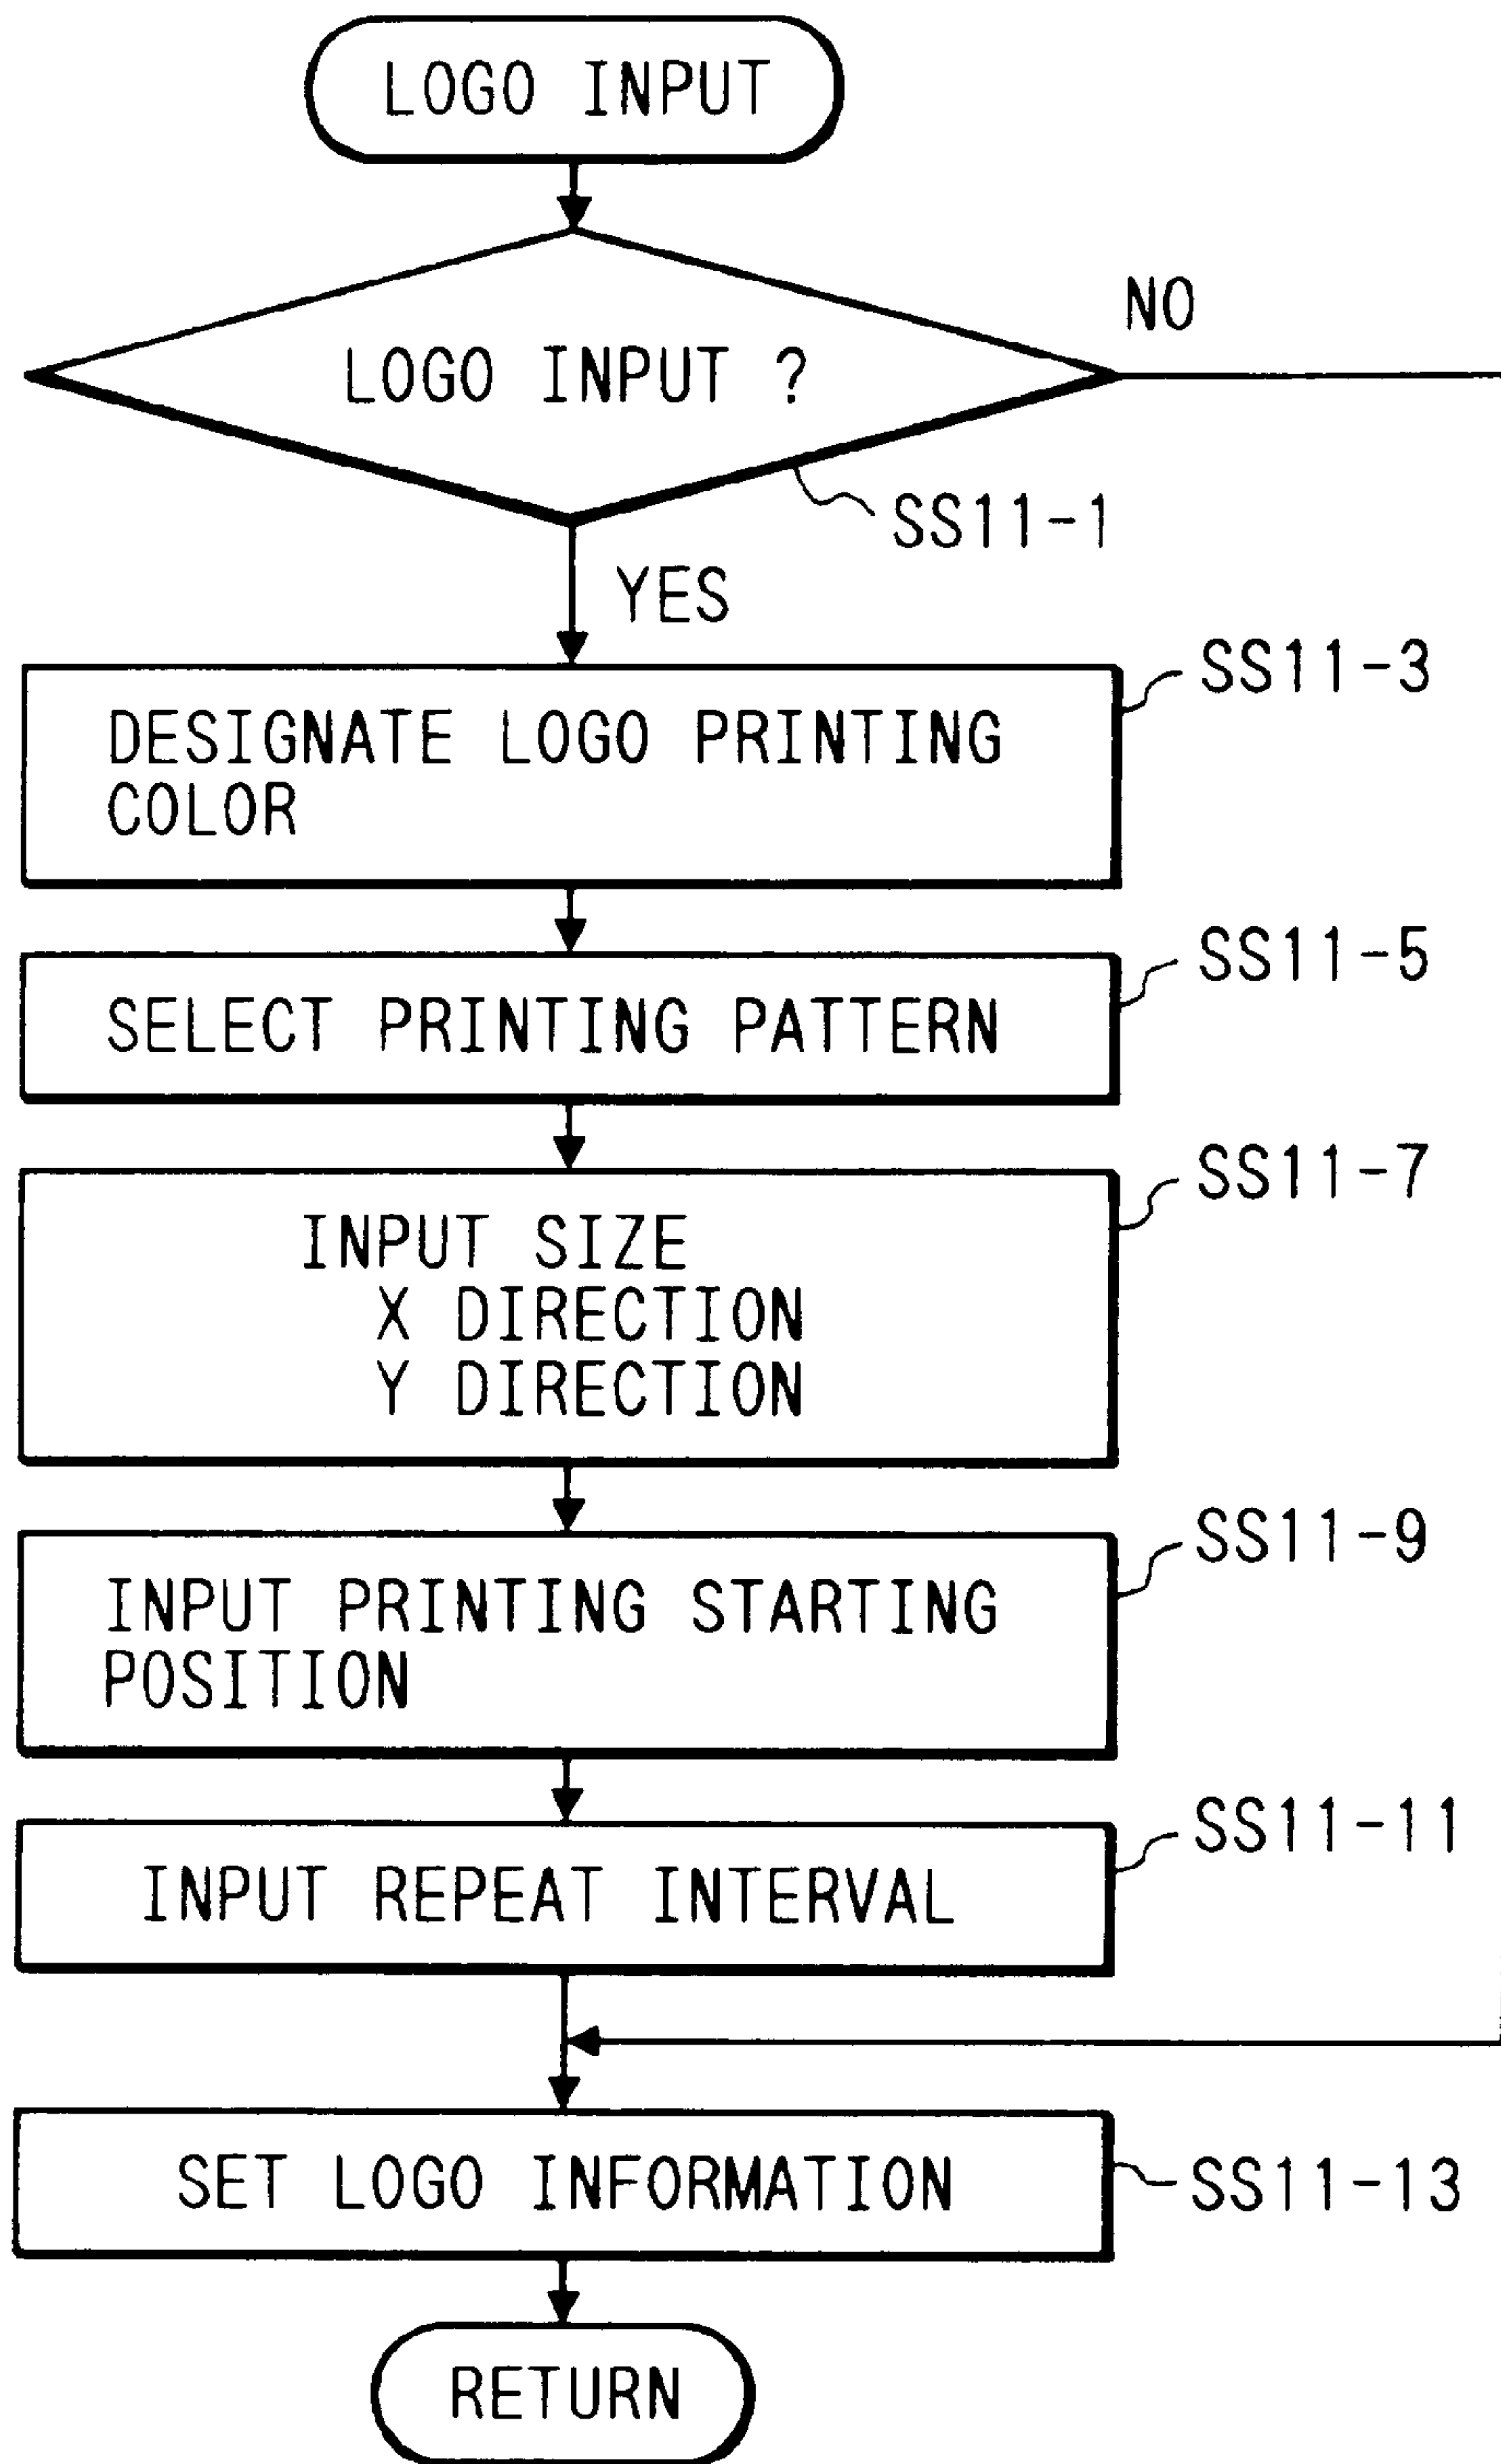 LOGO INPUT
LOGO INPUT ?
NO
SS11-1
YES
SS11-3
DESIGNATE LOGO PRINTING
COLOR
SS11-5
SELECT PRINTING PATTERN
SS11-7
INPUT SIZE
X DIRECTION
Y DIRECTION
SS11-9
INPUT PRINTING STARTING
POSITION
SS11-11
INPUT REPEAT INTERVAL
SET LOGO INFORMATION
SS11-13
RETURN